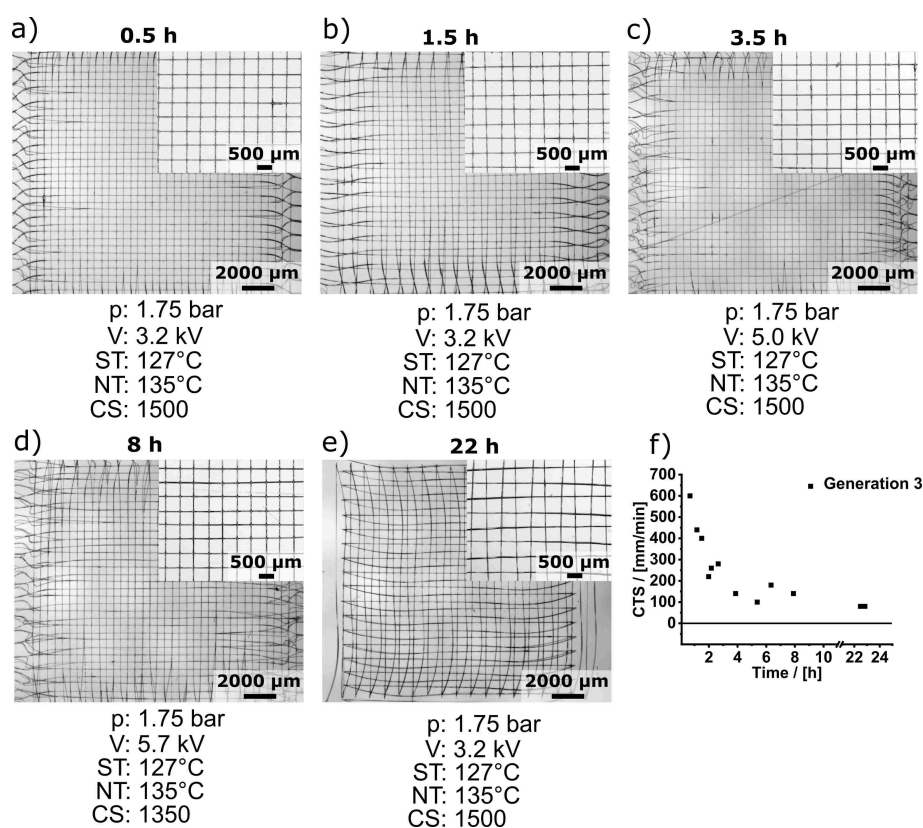 a) 0.5 h
500 µm
2000 µm
p: 1.75 bar
V: 3.2 kV
ST: 127°C
NT: 135°C
CS: 1500
b) 1.5 h
500 µm
2000 µm
p: 1.75 bar
V: 3.2 kV
ST: 127°C
NT: 135°C
CS: 1500
c) 3.5 h
500 µm
2000 µm
p: 1.75 bar
V: 5.0 kV
ST: 127°C
NT: 135°C
CS: 1500
d) 8 h
500 µm
2000 µm
p: 1.75 bar
V: 5.7 kV
ST: 127°C
NT: 135°C
CS: 1350
e) 22 h
500 µm
2000 µm
p: 1.75 bar
V: 3.2 kV
ST: 127°C
NT: 135°C
CS: 1500
f)
Generation 3
CTS / [mm/min]
700
600
500
400
300
200
100
0
2 4 6 8 10 22 24
Time / [h]